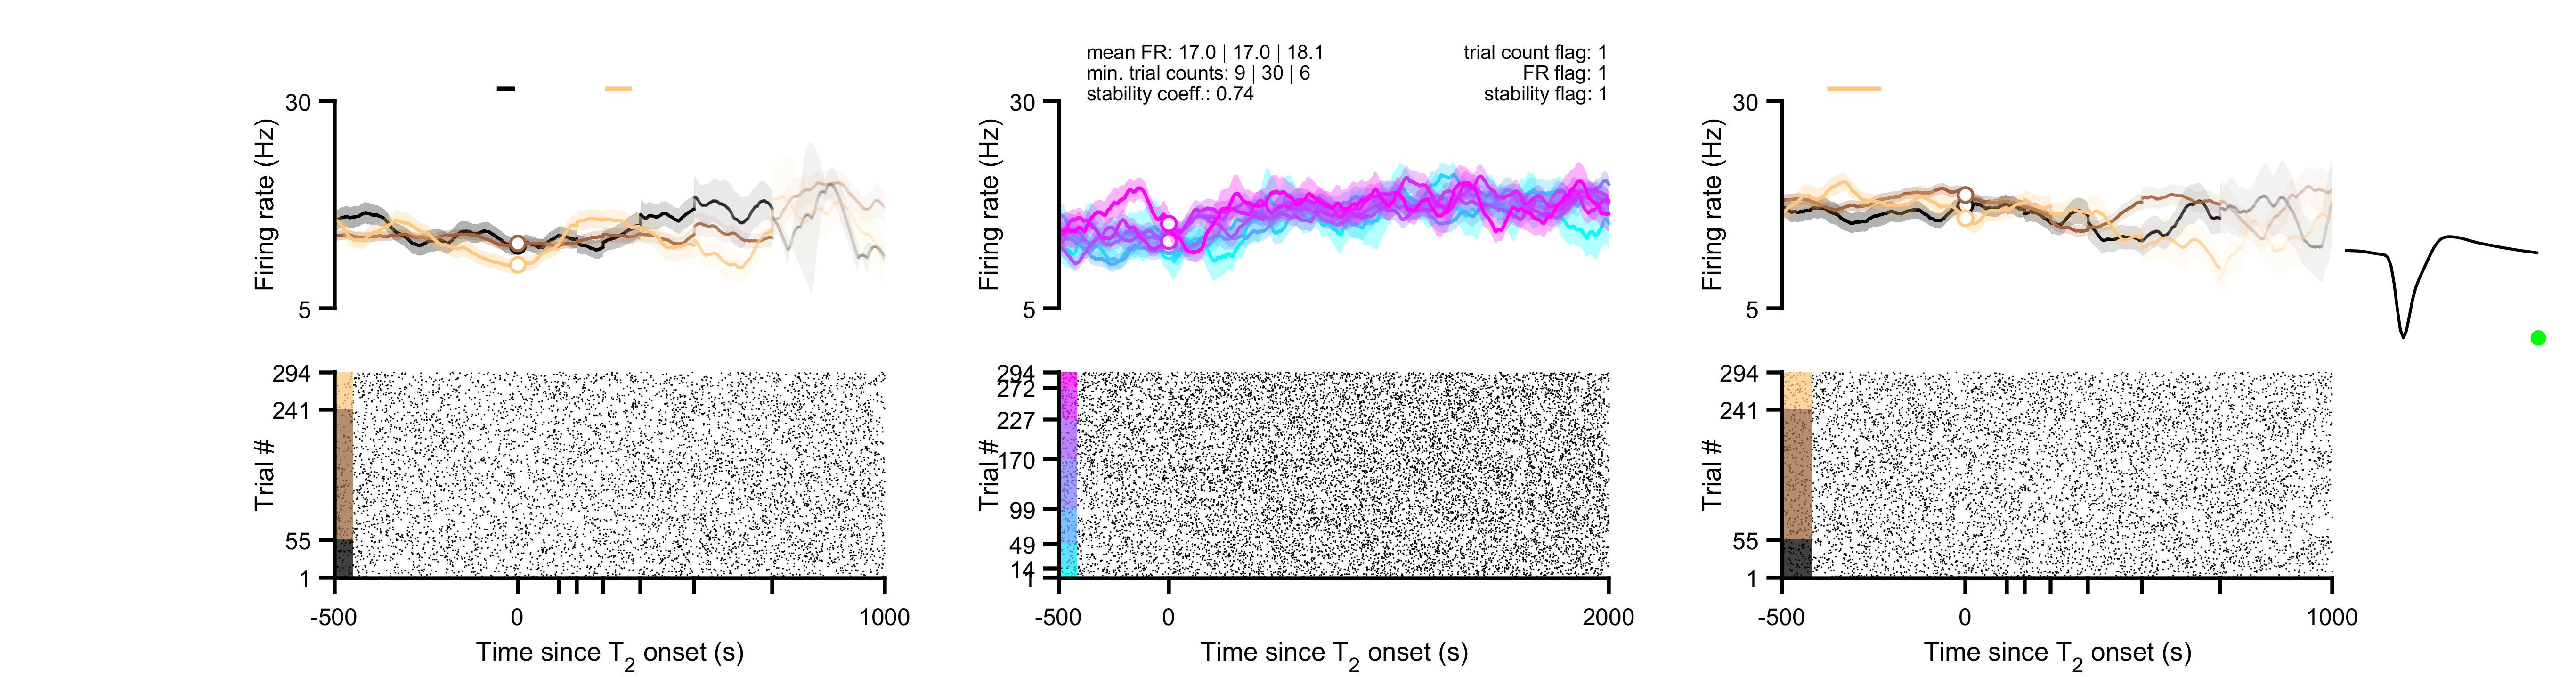 mean FR: 17.0 | 17.0 | 18.1
min. trial counts: 9 | 30 | 6
stability coeff.: 0.74
trial count flag: 1
FR flag: 1
stability flag: 1
30
5
Firing rate (Hz)
30
5
Firing rate (Hz)
30
5
Firing rate (Hz)
294
241
55
1
Trial #
-500
0
1000
Time since T2 onset (s)
294
272
227
170
99
49
14
1
Trial #
-500
0
2000
Time since T2 onset (s)
294
241
55
1
Trial #
-500
0
1000
Time since T2 onset (s)